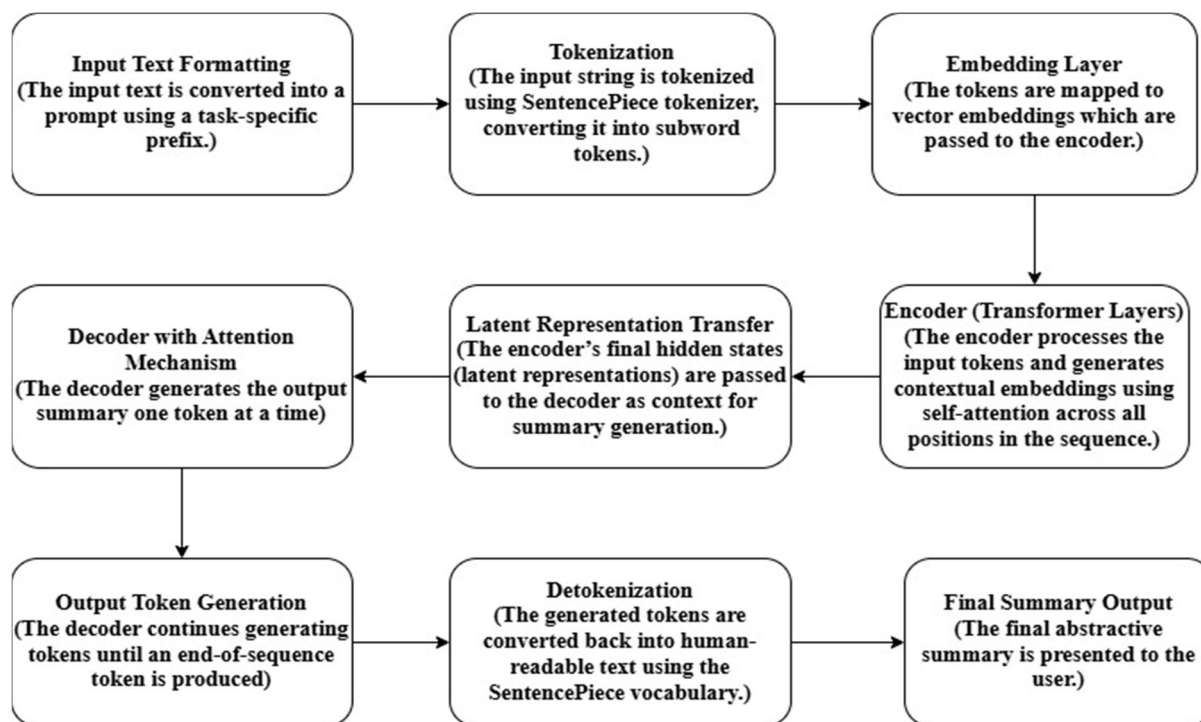 Input Text Formatting
(The input text is converted into a
prompt using a task-specific
prefix.)
Tokenization
(The input string is tokenized
using SentencePiece tokenizer,
converting it into subword
tokens.)
Embedding Layer
(The tokens are mapped to
vector embeddings which are
passed to the encoder.)
Encoder (Transformer Layers)
(The encoder processes the
input tokens and generates
contextual embeddings using
self-attention across all
positions in the sequence.)
Latent Representation Transfer
(The encoder’s final hidden states
(latent representations) are passed
to the decoder as context for
summary generation.)
Decoder with Attention
Mechanism
(The decoder generates the output
summary one token at a time)
Output Token Generation
(The decoder continues generating
tokens until an end-of-sequence
token is produced)
Detokenization
(The generated tokens are
converted back into human-
readable text using the
SentencePiece vocabulary.)
Final Summary Output
(The final abstractive
summary is presented to the
user.)